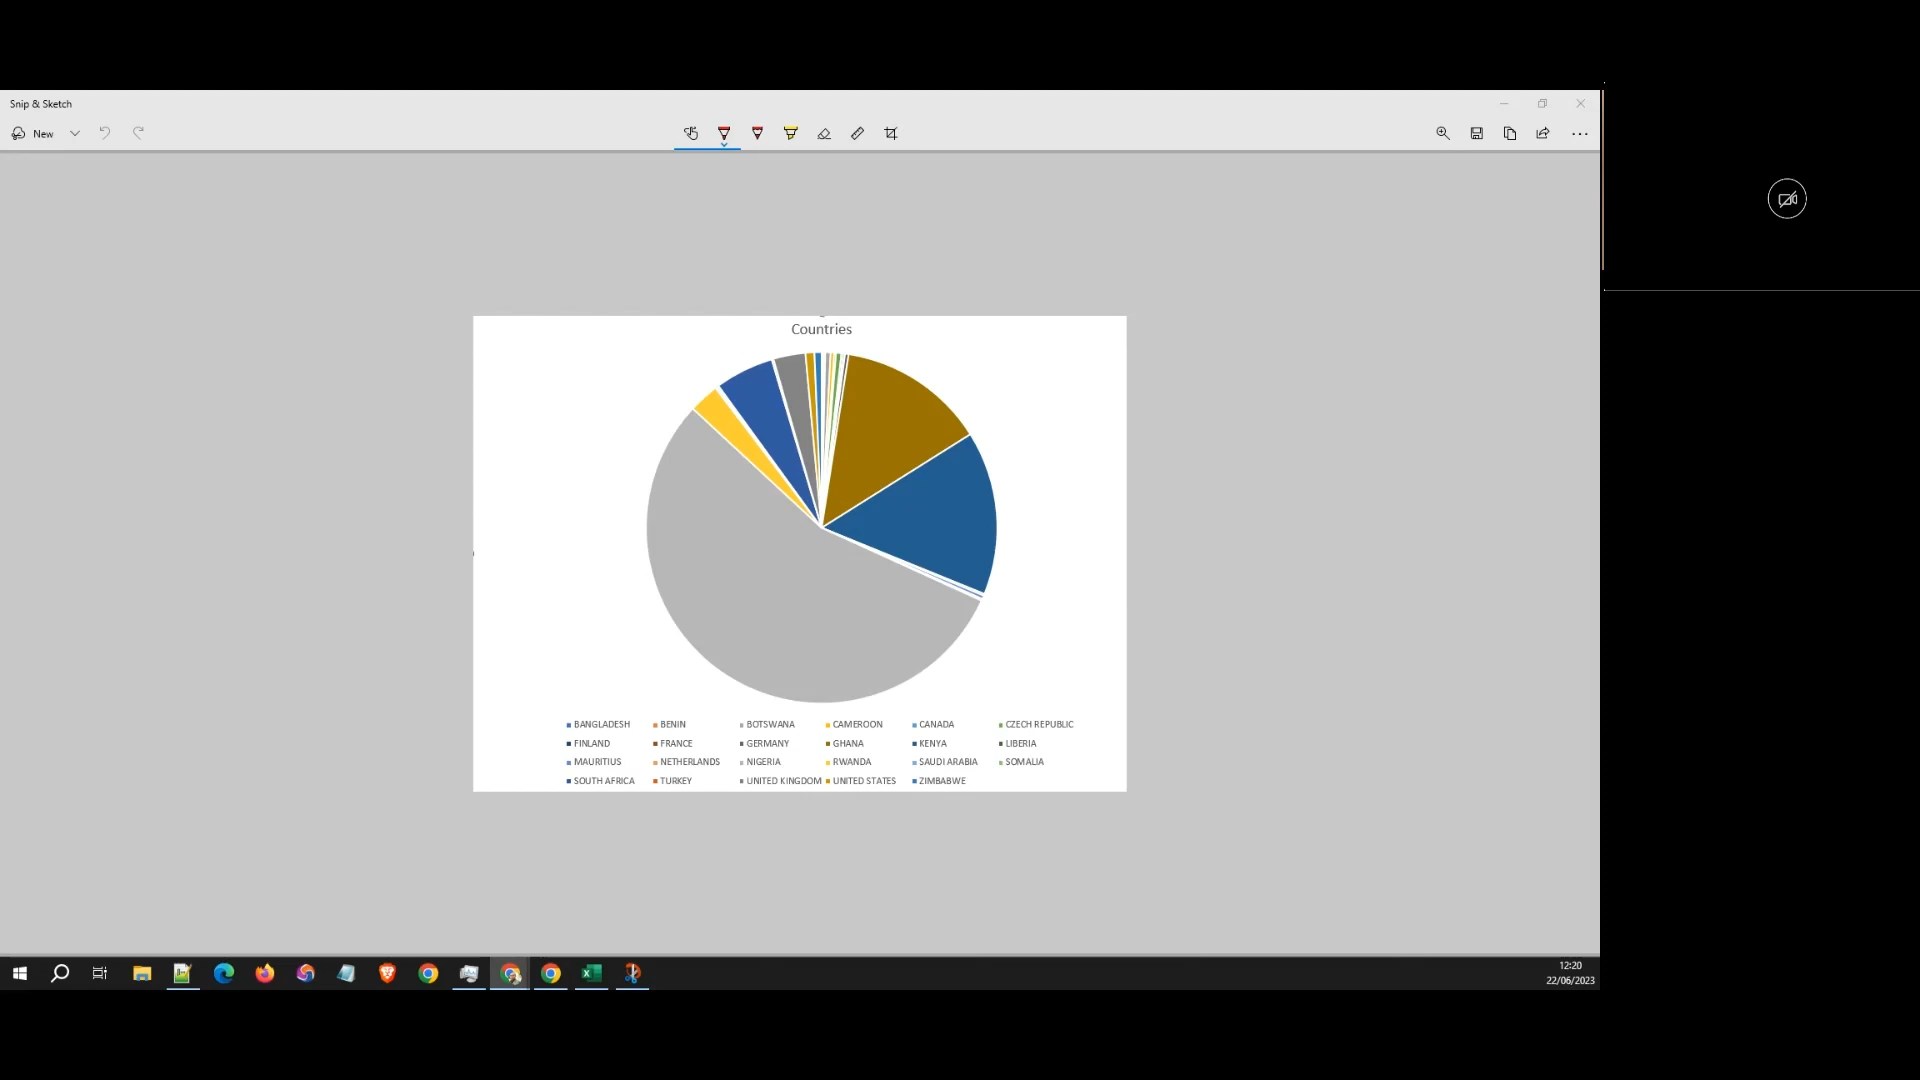 Snip & Sketch
New
Countries
BANGLADESH BENIN BOTSWANA CAMEROON CANADA CZECH REPUBLIC
FINLAND FRANCE GERMANY GHANA KENYA LIBERIA
MAURITIUS NETHERLANDS NIGERIA RWANDA SAUDI ARABIA SOMALIA
SOUTH AFRICA TURKEY UNITED KINGDOM UNITED STATES ZIMBABWE
12:20
22/06/2023